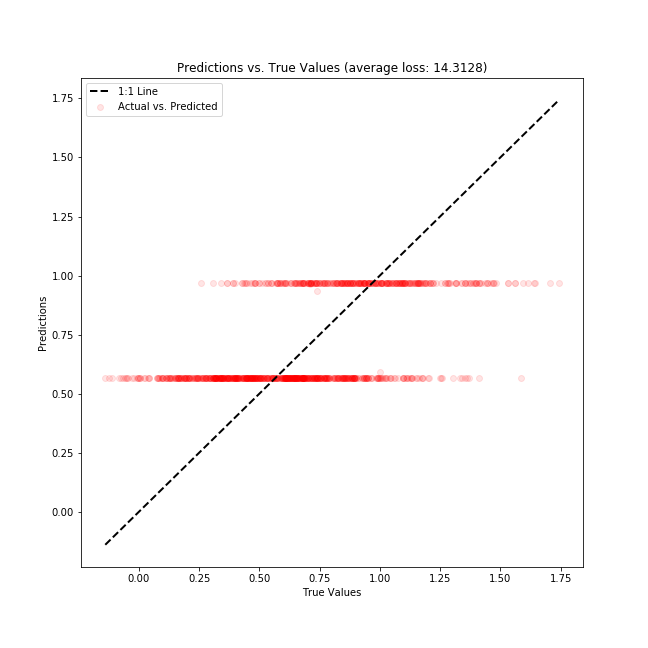 Predictions vs. True Values (average loss: 14.3128)
1:1 Line
Actual vs. Predicted
1.75
1.50
1.25
1.00
0.75
0.50
0.25
0.00
Predictions
0.00 0.25 0.50 0.75 1.00 1.25 1.50 1.75
True Values